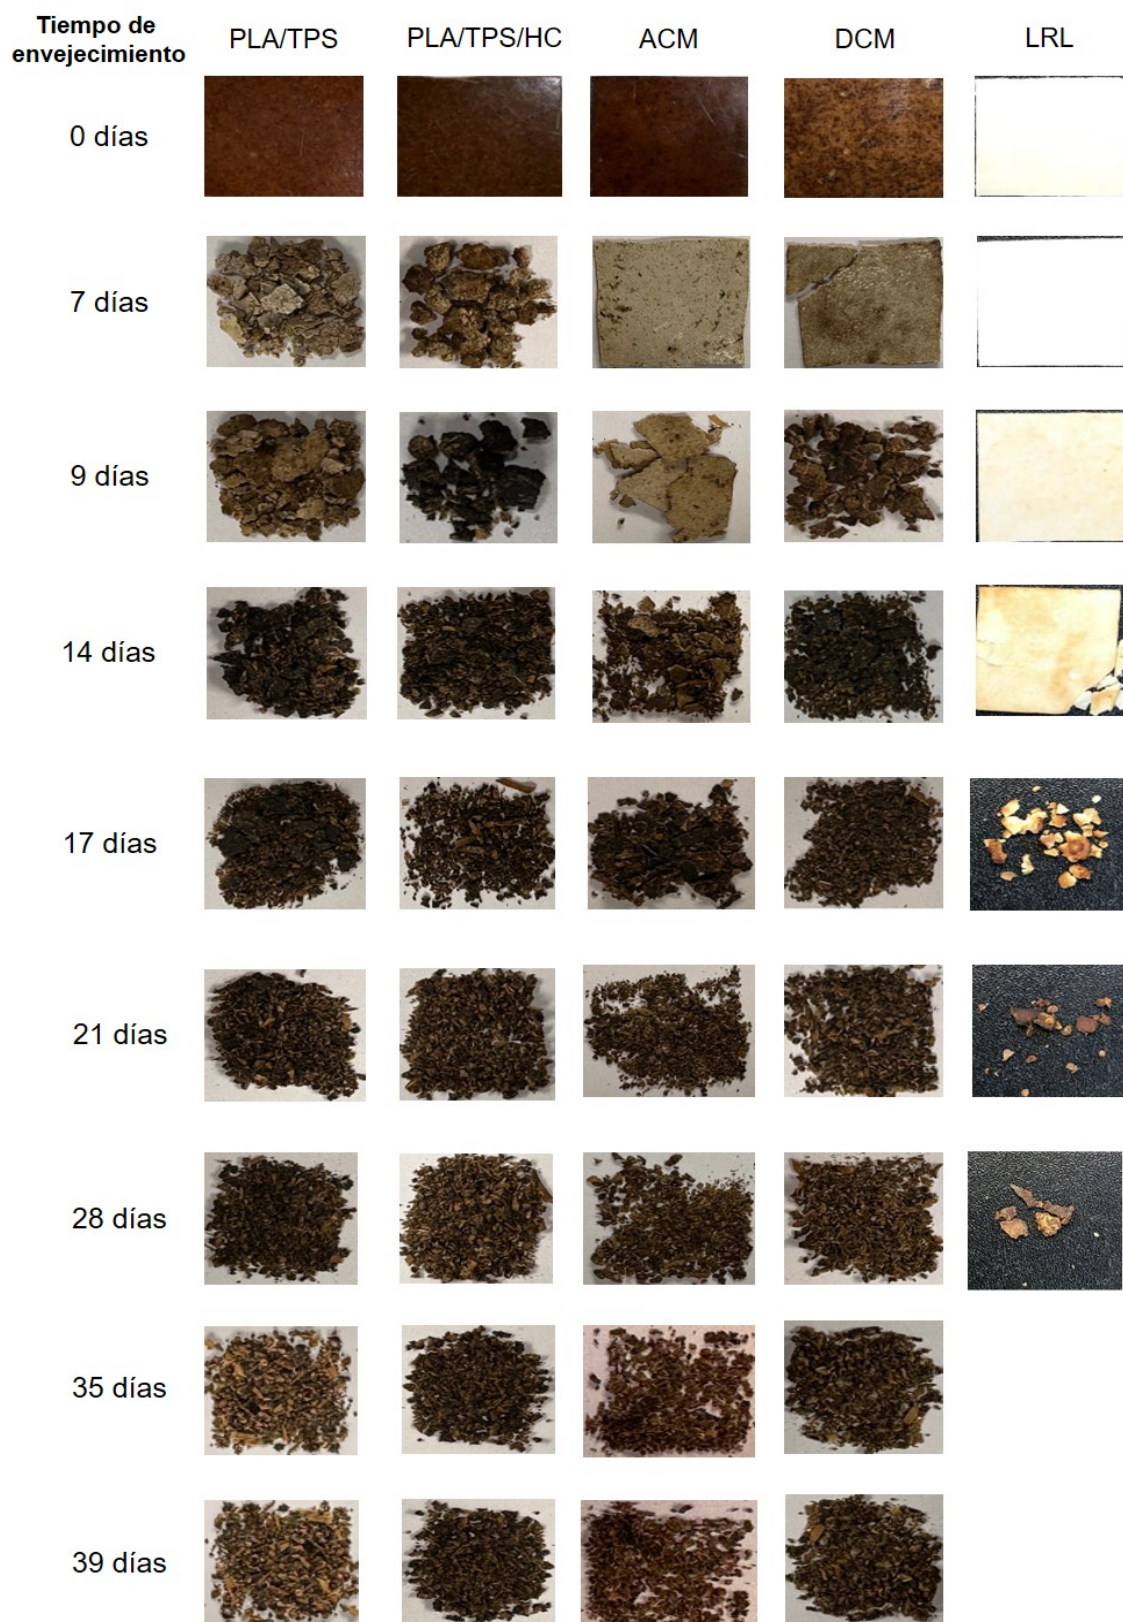 Tiempo de
envejecimiento
PLA/TPS
PLA/TPS/HC
ACM
DCM
LRL
0 días
7 días
9 días
14 días
17 días
21 días
28 días
35 días
39 días